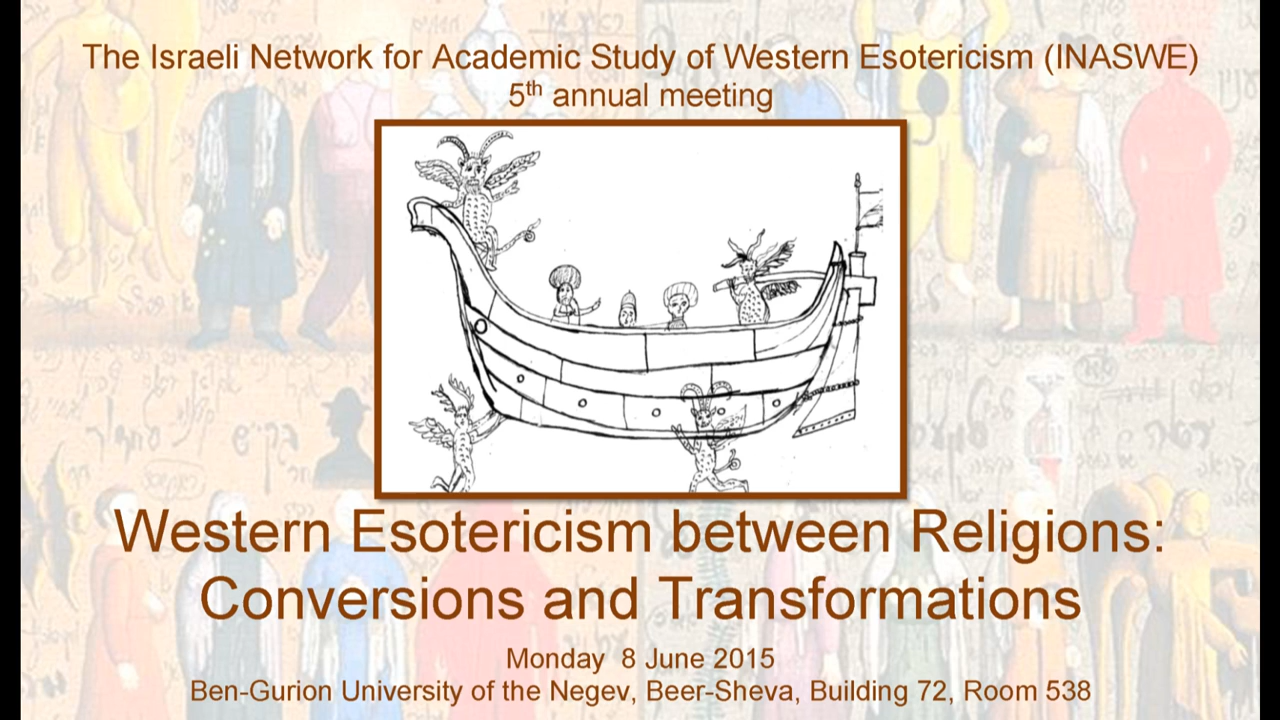 The Israeli Network for Academic Study of Western Esotericism (INASWE)
5th annual meeting
Western Esotericism between Religions:
Conversions and Transformations
Monday 8 June 2015
Ben-Gurion University of the Negev, Beer-Sheva, Building 72, Room 538